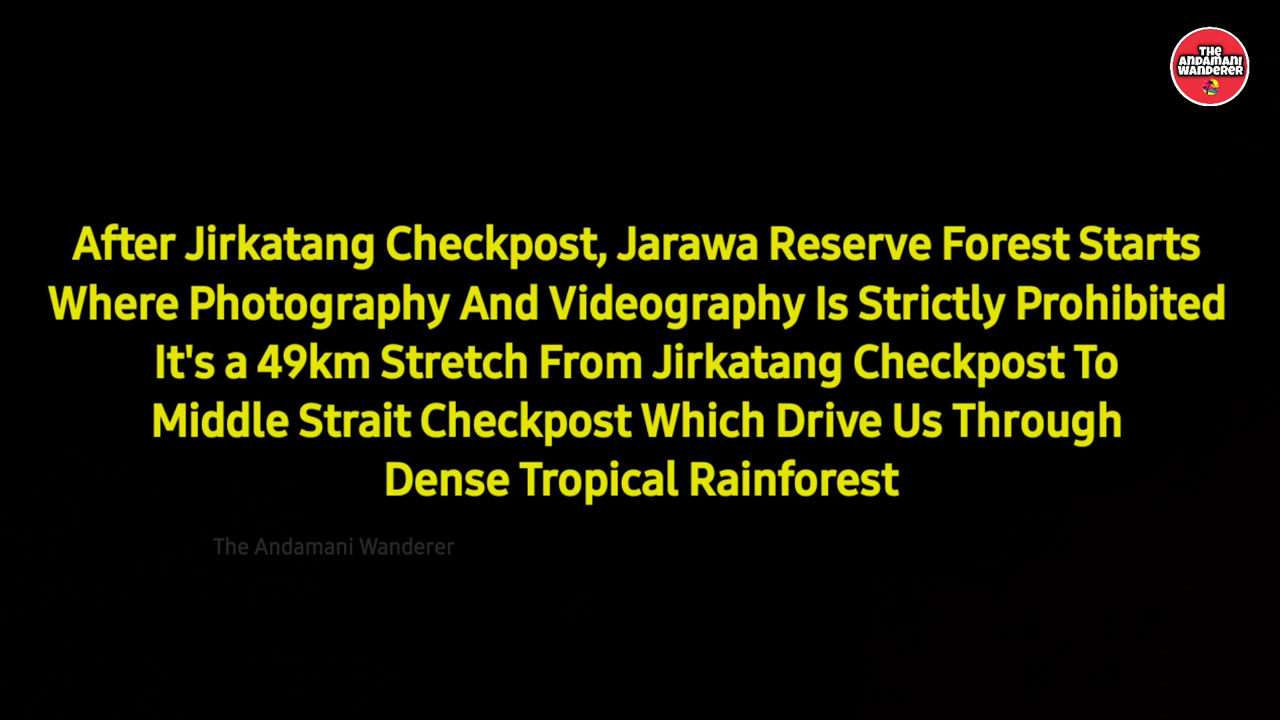 THE
ANDAMANI
WANDERER
After Jirkatang Checkpost, Jarawa Reserve Forest Starts
Where Photography And Videography Is Strictly Prohibited
It's a 49km Stretch From Jirkatang Checkpost To
Middle Strait Checkpost Which Drive Us Through
Dense Tropical Rainforest
The Andamani Wanderer